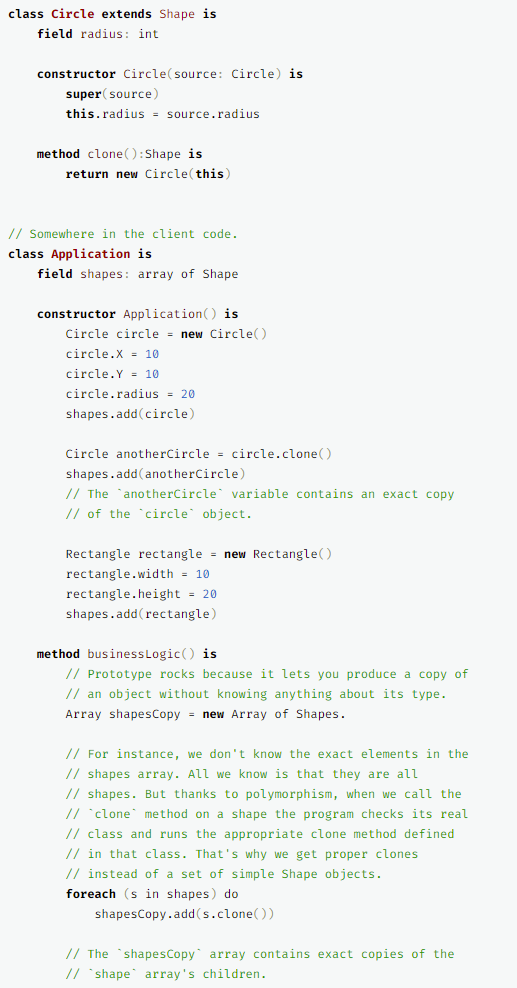 class Circle extends Shape is
    field radius: int

    constructor Circle(source: Circle) is
        super(source)
        this.radius = source.radius

    method clone():Shape is
        return new Circle(this)


// Somewhere in the client code.
class Application is
    field shapes: array of Shape

    constructor Application() is
        Circle circle = new Circle()
        circle.X = 10
        circle.Y = 10
        circle.radius = 20
        shapes.add(circle)

        Circle anotherCircle = circle.clone()
        shapes.add(anotherCircle)
        // The `anotherCircle` variable contains an exact copy
        // of the `circle` object.

        Rectangle rectangle = new Rectangle()
        rectangle.width = 10
        rectangle.height = 20
        shapes.add(rectangle)

    method businessLogic() is
        // Prototype rocks because it lets you produce a copy of
        // an object without knowing anything about its type.
        Array shapesCopy = new Array of Shapes.

        // For instance, we don't know the exact elements in the
        // shapes array. All we know is that they are all
        // shapes. But thanks to polymorphism, when we call the
        // `clone` method on a shape the program checks its real
        // class and runs the appropriate clone method defined
        // in that class. That's why we get proper clones
        // instead of a set of simple Shape objects.
        foreach (s in shapes) do
            shapesCopy.add(s.clone())

        // The `shapesCopy` array contains exact copies of the
        // `shape` array's children.